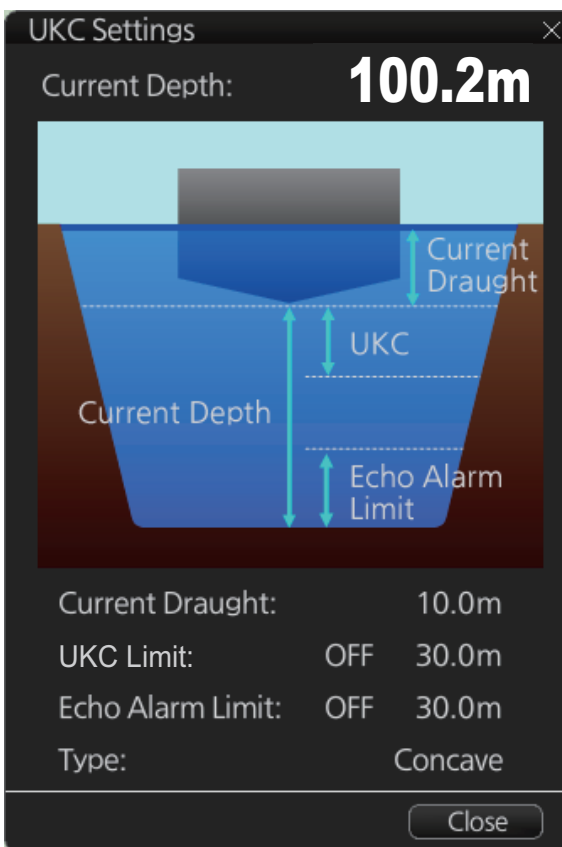 UKC Settings
Current Depth: 100.2m
Current
Draught
UKC
Current Depth
Echo Alarm
Limit
Current Draught: 10.0m
UKC Limit: OFF 30.0m
Echo Alarm Limit: OFF 30.0m
Type: Concave
Close